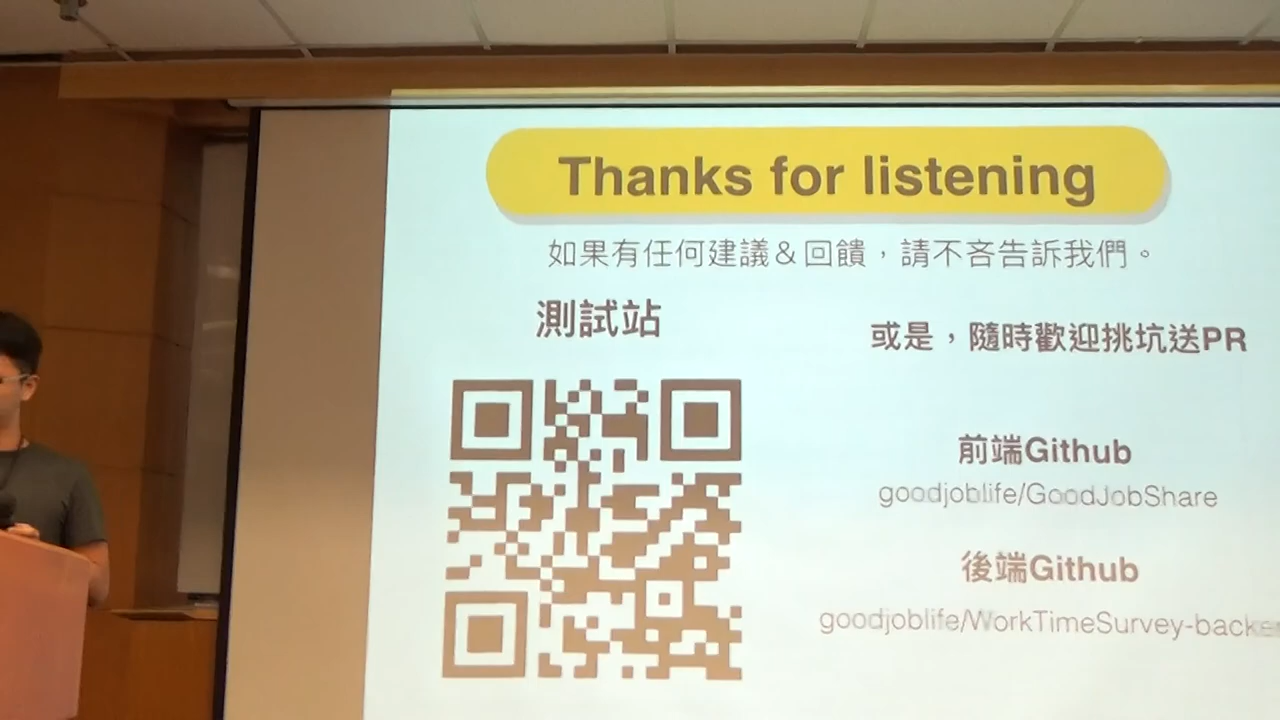 Thanks for listening
如果有任何建議＆回饋，請不吝告訴我們。
測試站
或是，隨時歡迎挑坑送PR
前端Github
goodjoblife/GoodJobShare
後端Github
goodjoblife/WorkTimeSurvey-backe